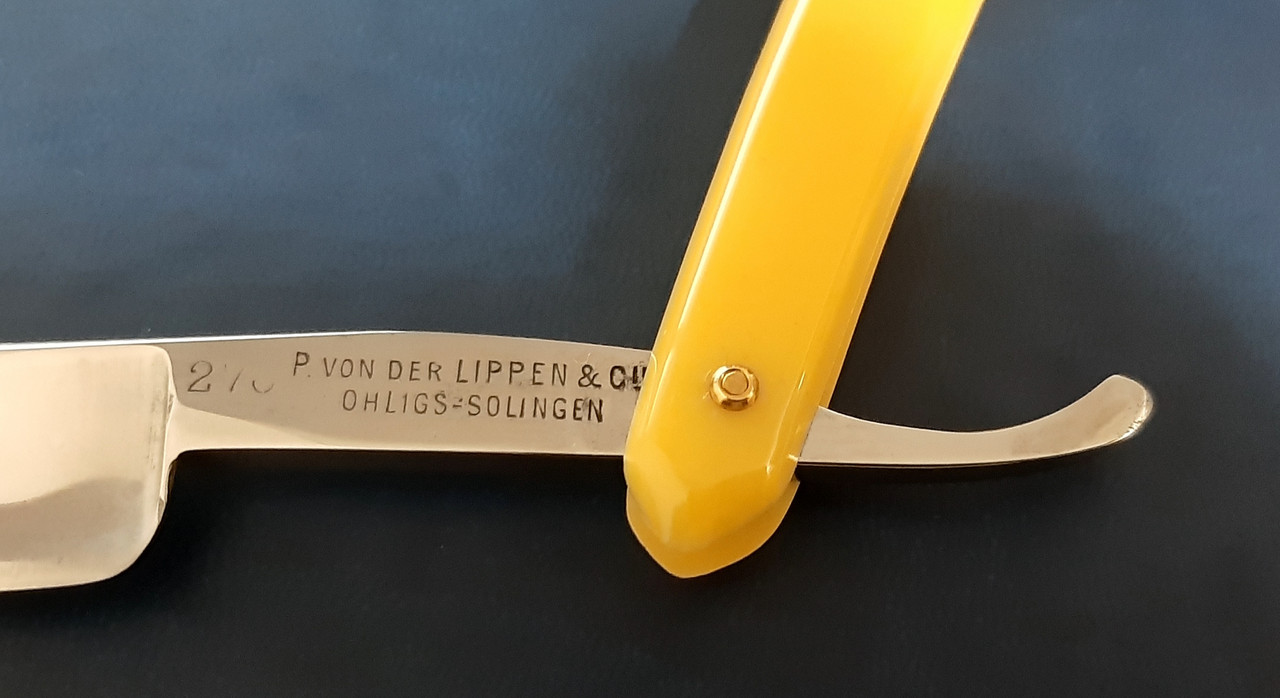 P. VON DER LIPPEN &
OHLIGS-SOLINGEN